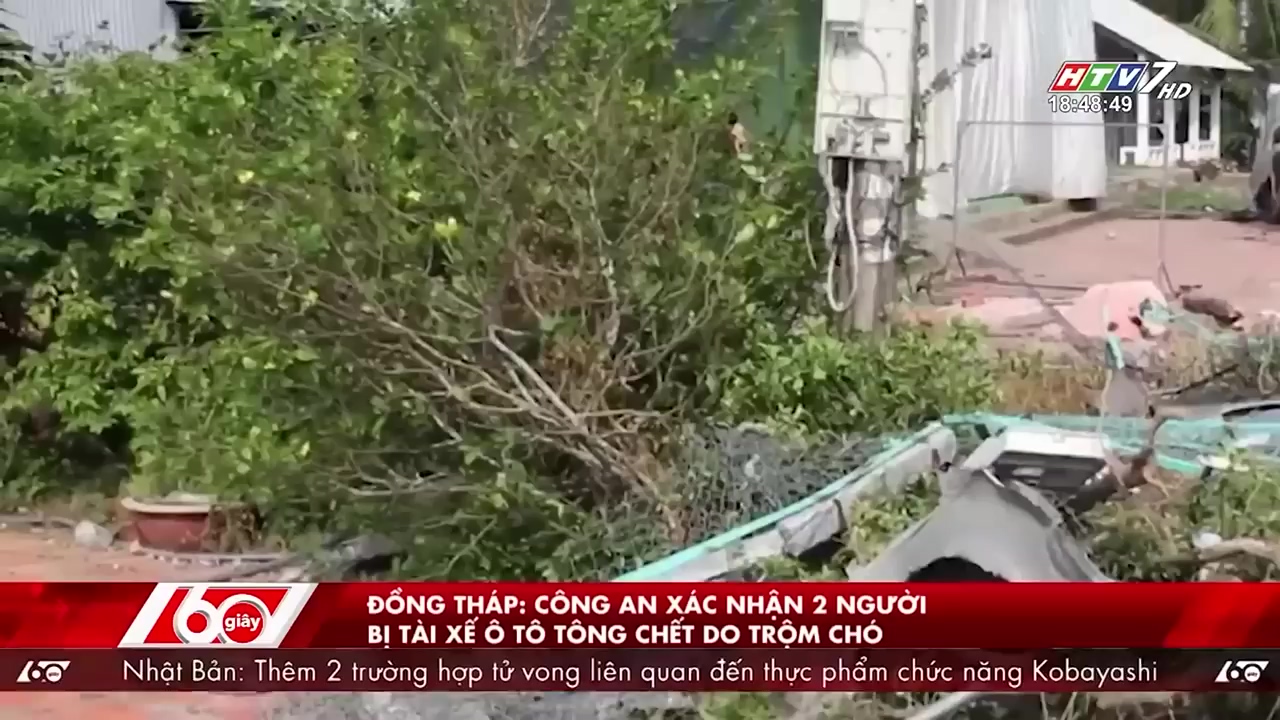 HTV7 HD
18:48:49
60 giây
ĐỒNG THÁP: CÔNG AN XÁC NHẬN 2 NGƯỜI
BỊ TÀI XẾ Ô TÔ TÔNG CHẾT DO TRỘM CHÓ
60s Nhật Bản: Thêm 2 trường hợp tử vong liên quan đến thực phẩm chức năng Kobayashi 60s